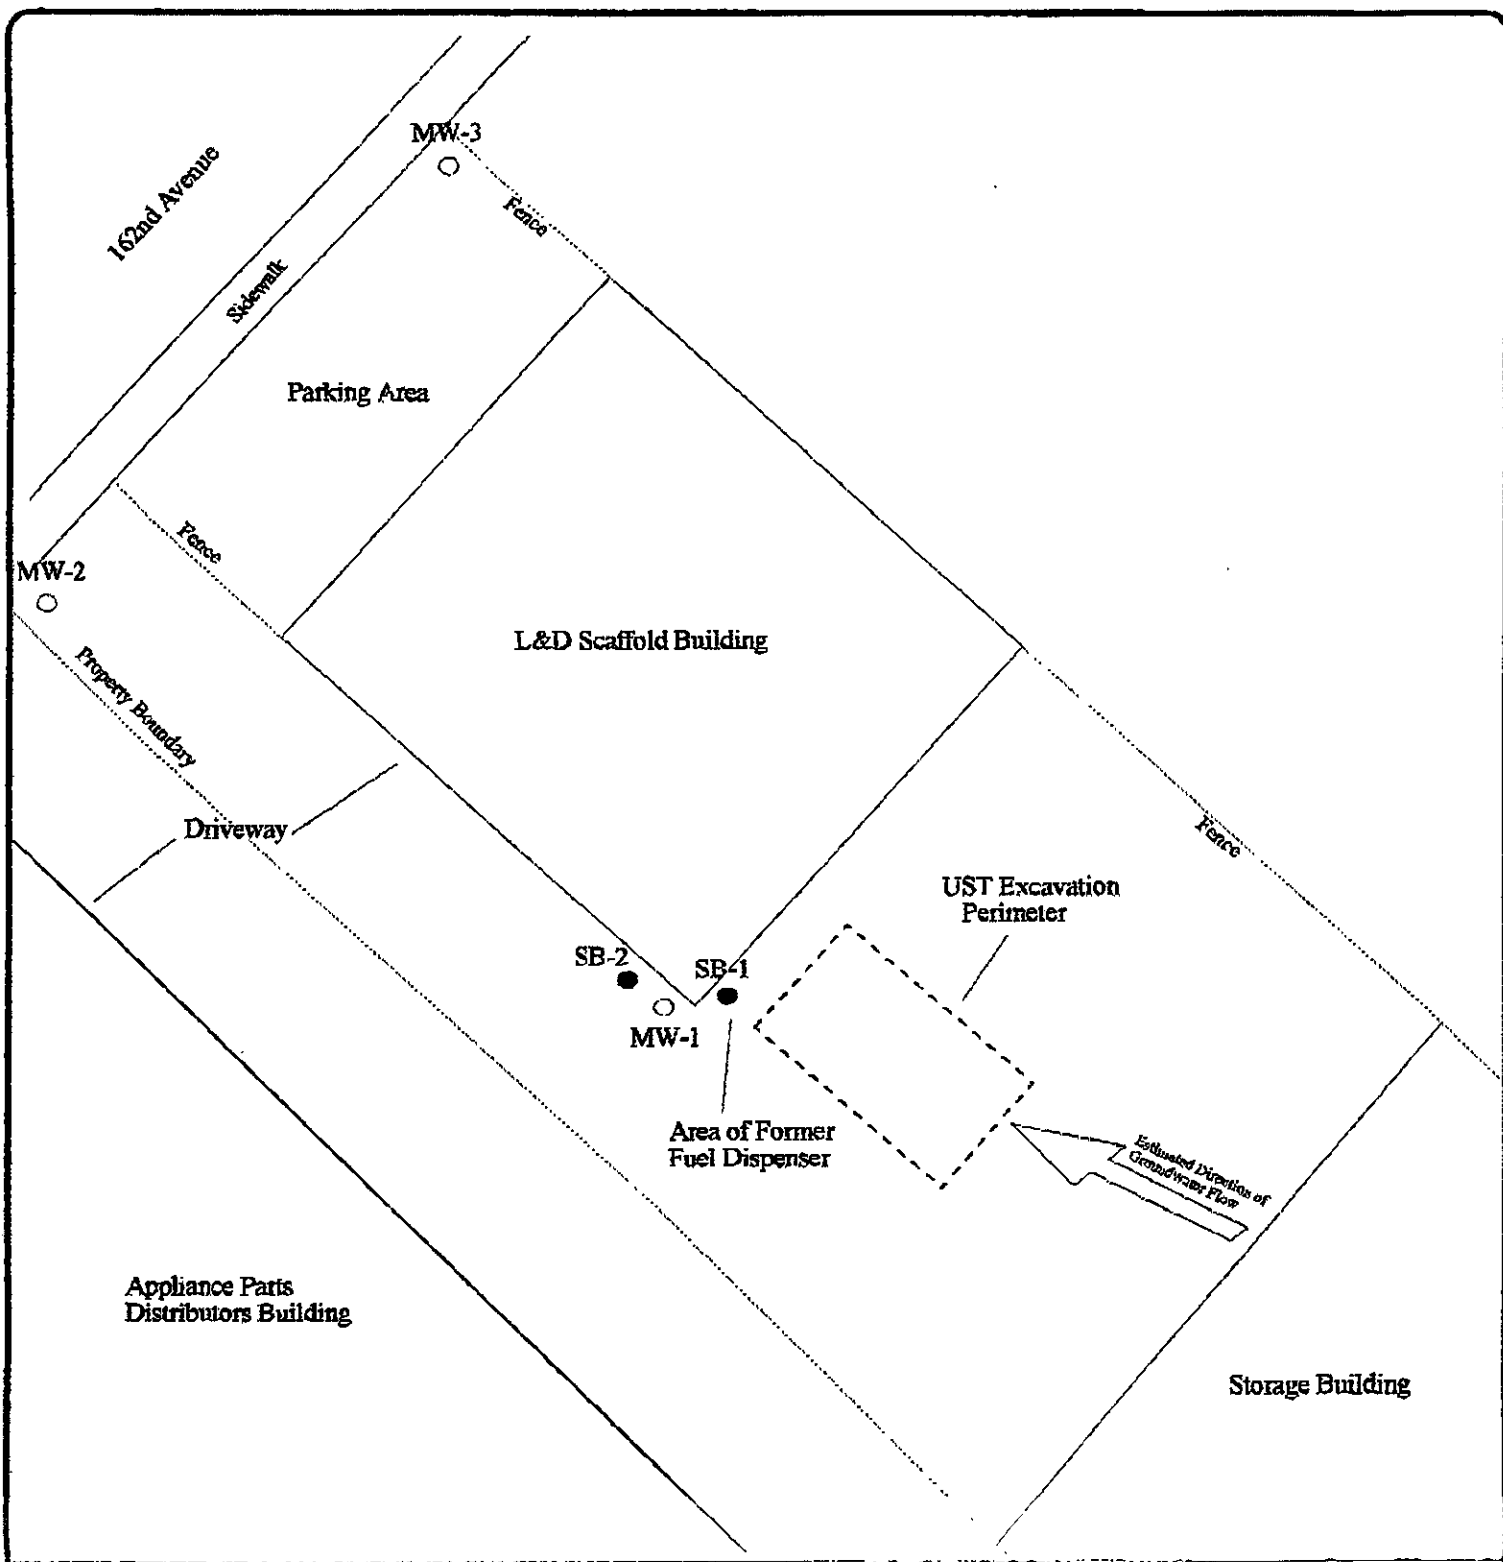 MW-3
162nd Avenue
Fence
Sidewalk
Parking Area
Fence
MW-2
L&D Scaffold Building
Property Boundary
Driveway
Fence
UST Excavation
Perimeter
SB-2
SB-1
MW-1
Area of Former
Fuel Dispenser
Estimated Direction of
Groundwater Flow
Appliance Parts
Distributors Building
Storage Building